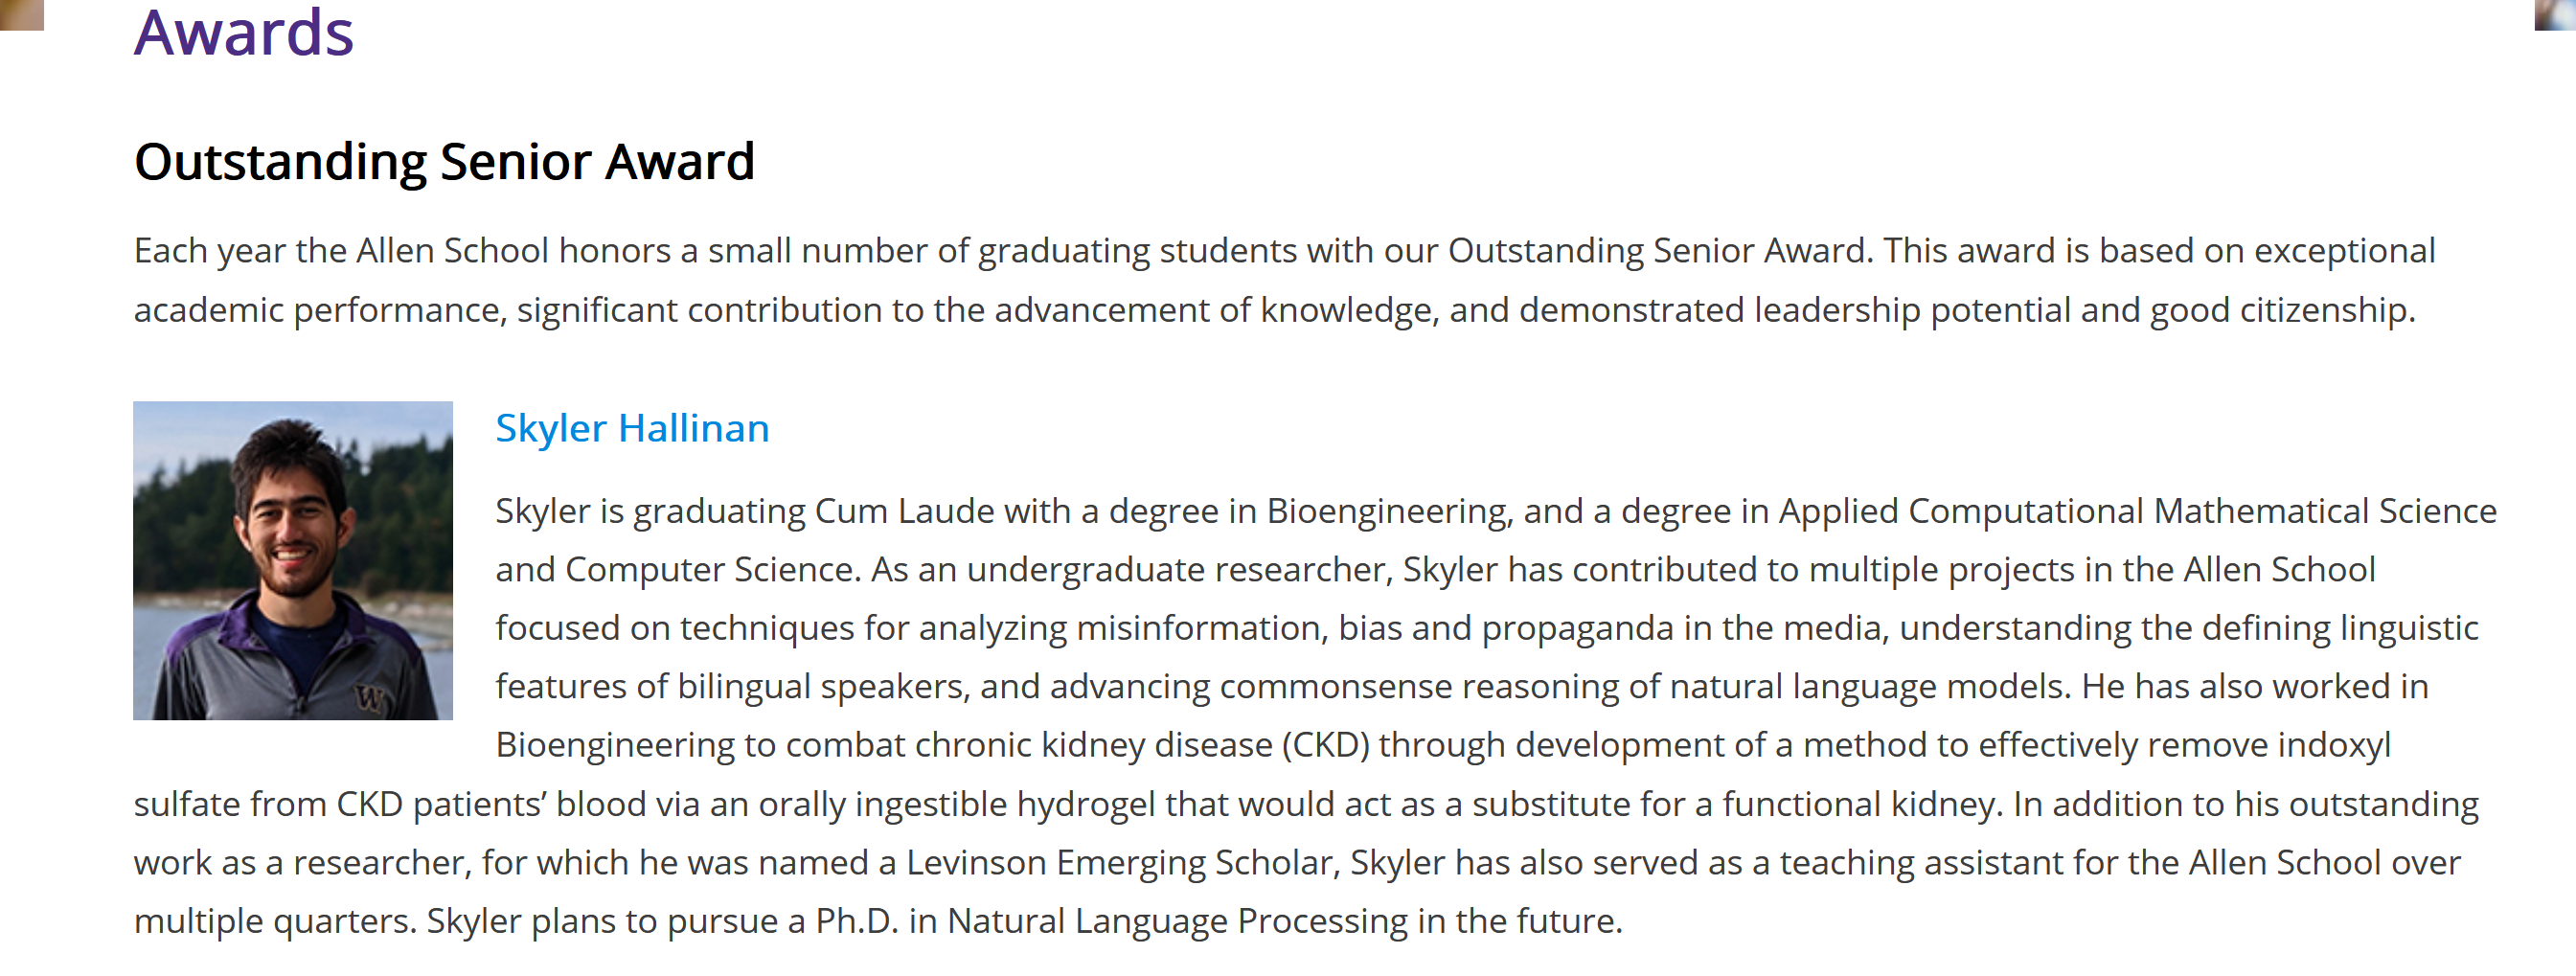 Awards
Outstanding Senior Award
Each year the Allen School honors a small number of graduating students with our Outstanding Senior Award. This award is based on exceptional
academic performance, significant contribution to the advancement of knowledge, and demonstrated leadership potential and good citizenship.
Skyler Hallinan
Skyler is graduating Cum Laude with a degree in Bioengineering, and a degree in Applied Computational Mathematical Science
and Computer Science. As an undergraduate researcher, Skyler has contributed to multiple projects in the Allen School
focused on techniques for analyzing misinformation, bias and propaganda in the media, understanding the defining linguistic
features of bilingual speakers, and advancing commonsense reasoning of natural language models. He has also worked in
Bioengineering to combat chronic kidney disease (CKD) through development of a method to effectively remove indoxyl
sulfate from CKD patients’ blood via an orally ingestible hydrogel that would act as a substitute for a functional kidney. In addition to his outstanding
work as a researcher, for which he was named a Levinson Emerging Scholar, Skyler has also served as a teaching assistant for the Allen School over
multiple quarters. Skyler plans to pursue a Ph.D. in Natural Language Processing in the future.
W